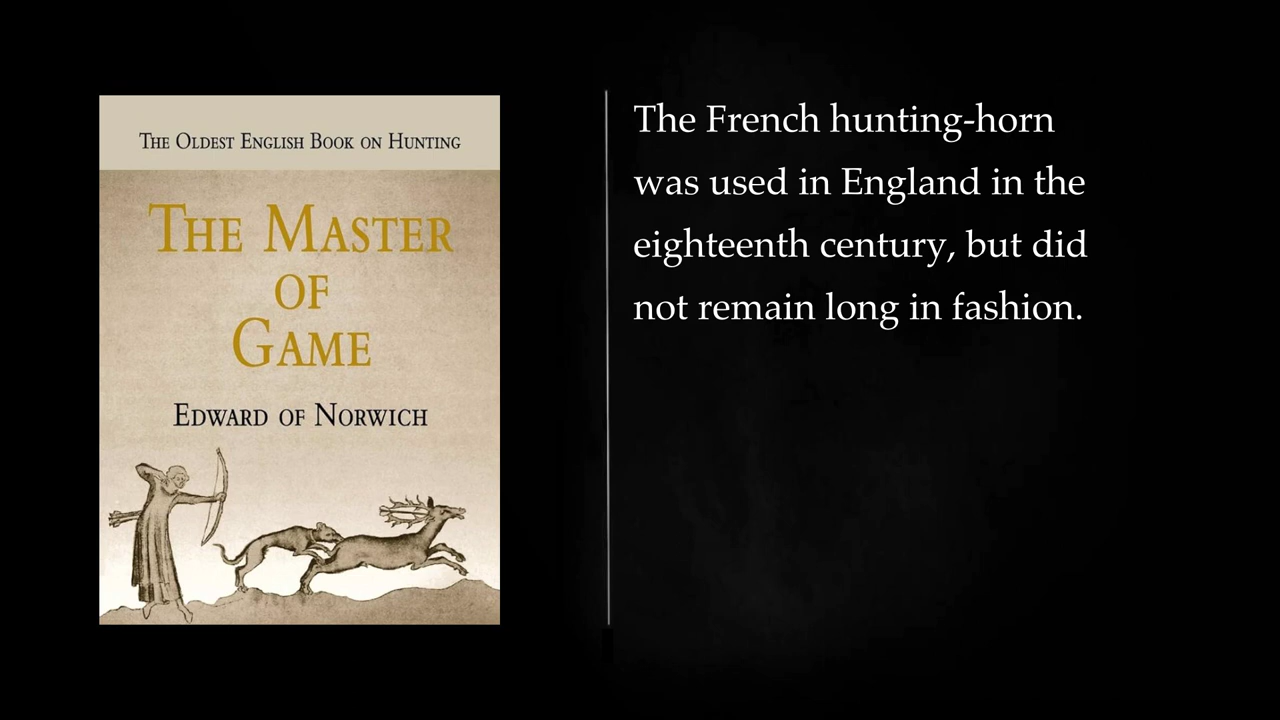 The Oldest English Book on Hunting
The Master
of
Game
Edward of Norwich
The French hunting-horn
was used in England in the
eighteenth century, but did
not remain long in fashion.